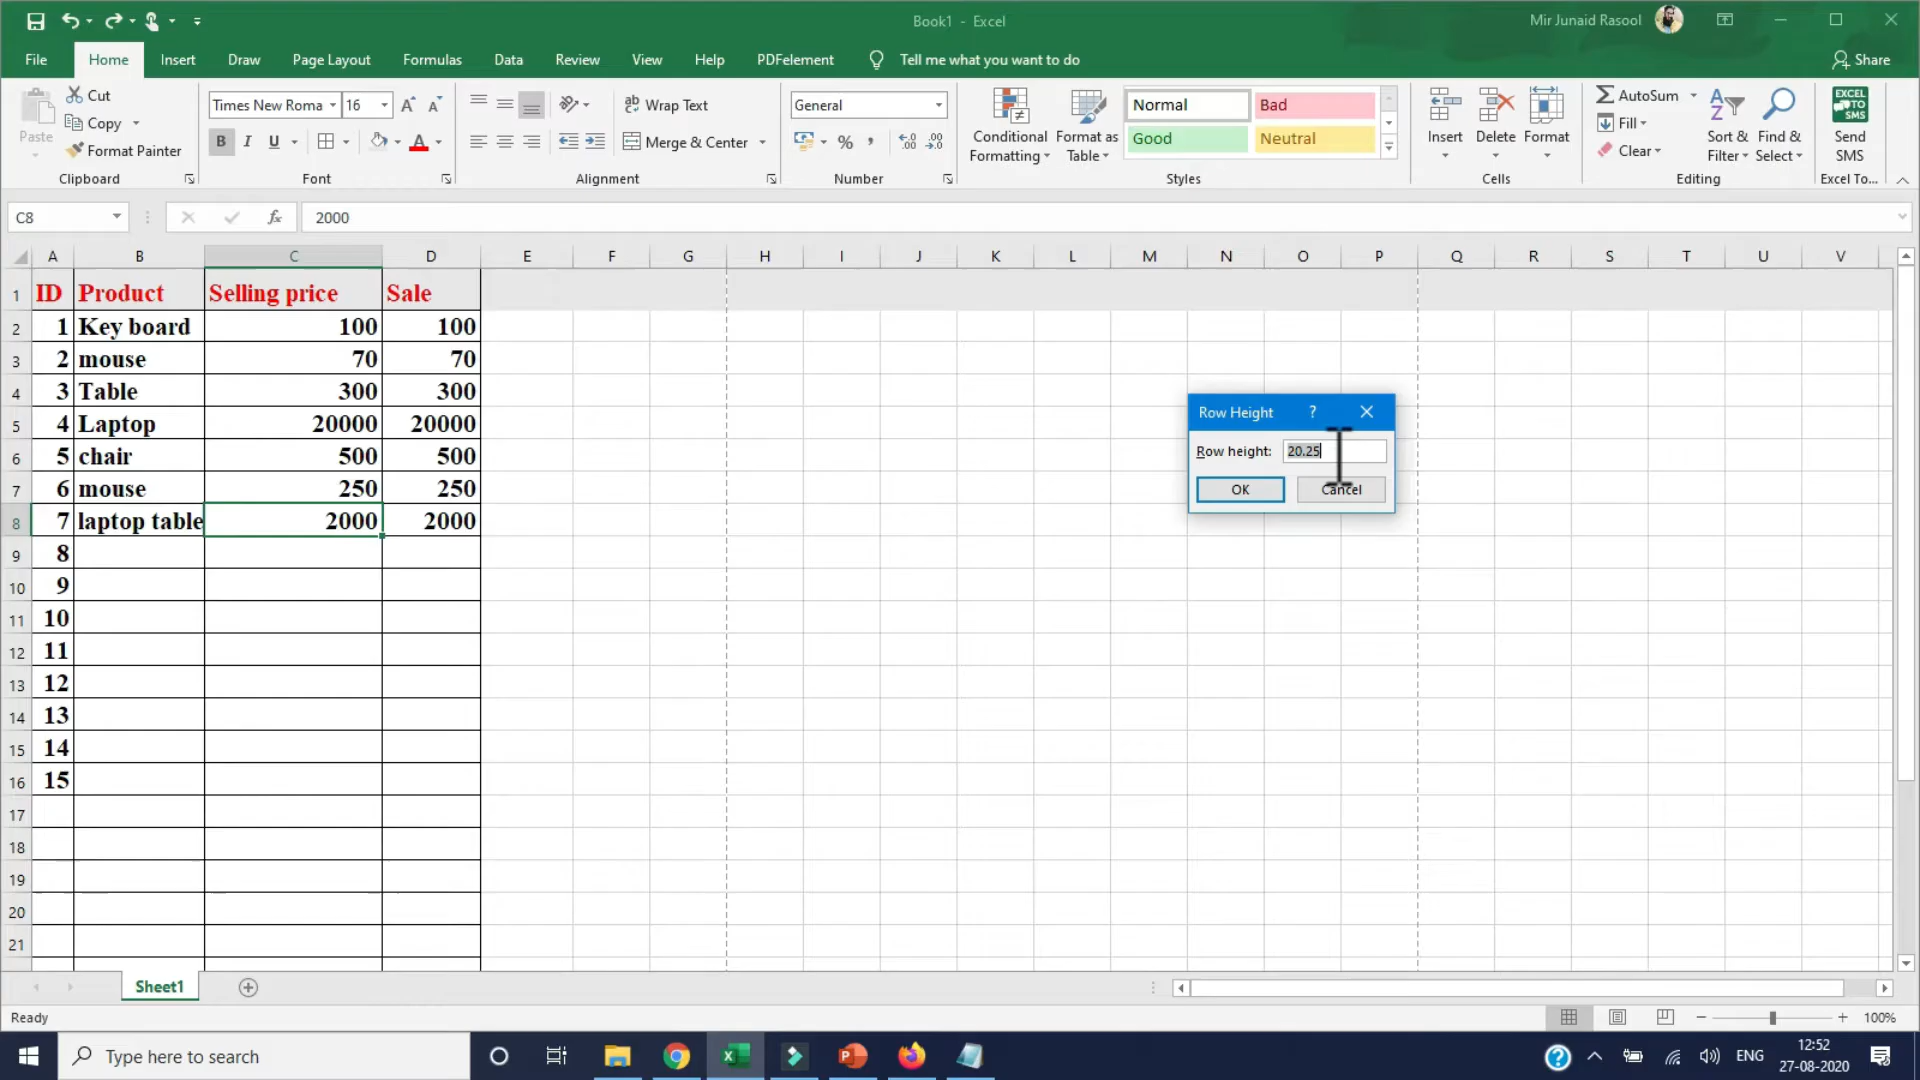 Book1 - Excel
Mir Junaid Rasool
File Home Insert Draw Page Layout Formulas Data Review View Help PDFelement Tell me what you want to do Share
Paste
Cut
Copy
Format Painter
Clipboard
Times New Roma 16
B I U A
Font
Wrap Text
Merge & Center
Alignment
General
%
Number
Conditional Formatting
Format as Table
Normal Bad
Good Neutral
Styles
Insert Delete Format
Cells
AutoSum
Fill
Clear
Sort & Filter
Find & Select
Editing
EXCEL TO SMS
Send SMS
Excel To...
C8 fx 2000
A B C D E F G H I J K L M N O P Q R S T U V
1 ID Product Selling price Sale
2 1 Key board 100 100
3 2 mouse 70 70
4 3 Table 300 300
5 4 Laptop 20000 20000
6 5 chair 500 500
7 6 mouse 250 250
8 7 laptop table 2000 2000
9 8
10 9
11 10
12 11
13 12
14 13
15 14
16 15
17
18
19
20
21
Row Height ?
Row height: 20.25
OK Cancel
Sheet1
Ready
100%
Type here to search
ENG
12:52
27-08-2020